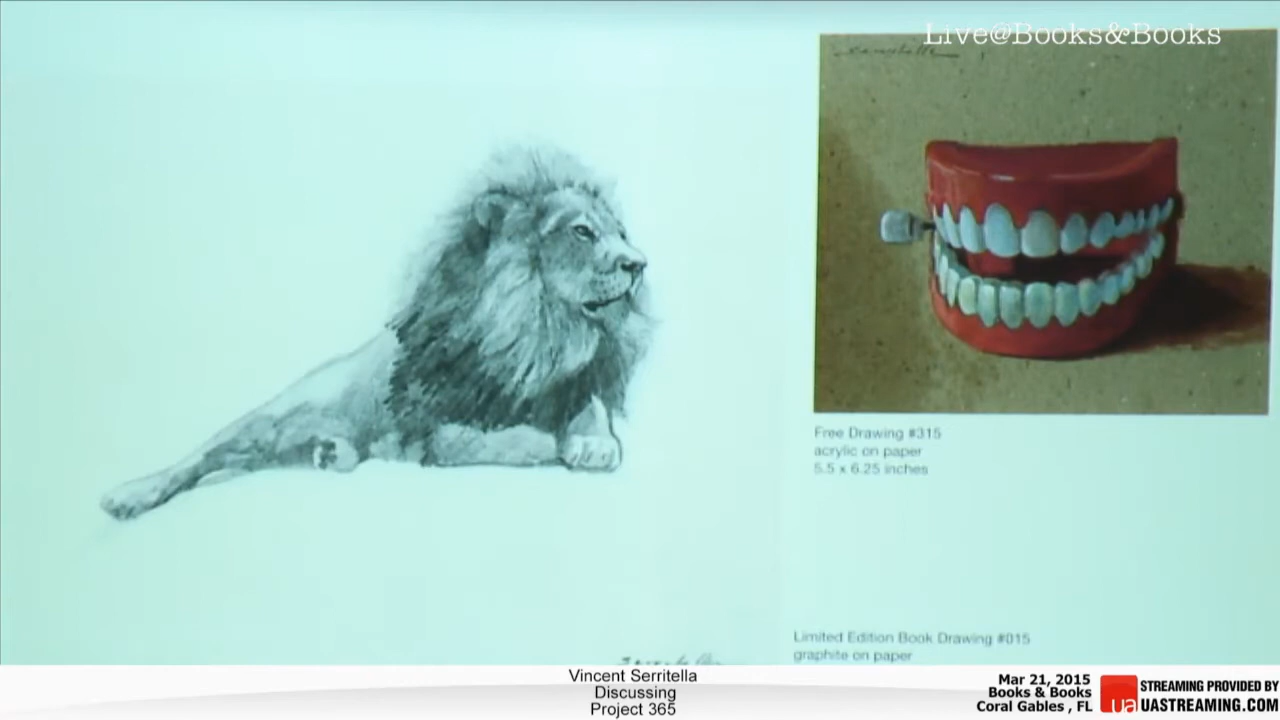 Live@Books&Books
Free Drawing #315
acrylic on paper
5.5 x 6.25 inches
Limited Edition Book Drawing #015
graphite on paper
Vincent Serritella
Discussing
Project 365
Mar 21, 2015
Books & Books
Coral Gables , FL
ua
STREAMING PROVIDED BY
UASTREAMING.COM